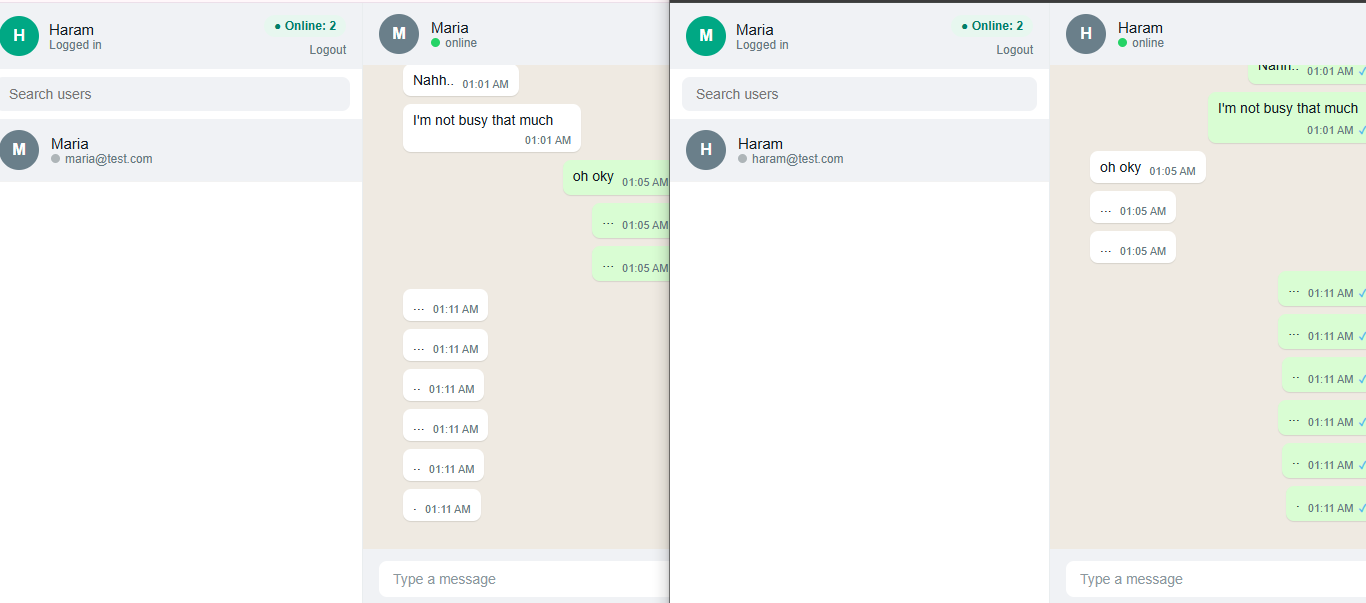 H
Haram
Logged in
● Online: 2
Logout
Search users
M
Maria
maria@test.com
M
Maria
online
Nahh.. 01:01 AM
I'm not busy that much
01:01 AM
oh oky 01:05 AM
... 01:05 AM
... 01:05 AM
... 01:11 AM
... 01:11 AM
.. 01:11 AM
... 01:11 AM
.. 01:11 AM
. 01:11 AM
Type a message
M
Maria
Logged in
● Online: 2
Logout
Search users
H
Haram
haram@test.com
H
Haram
online
Nahh.. 01:01 AM
I'm not busy that much
01:01 AM
oh oky 01:05 AM
... 01:05 AM
... 01:05 AM
... 01:11 AM
... 01:11 AM
.. 01:11 AM
... 01:11 AM
.. 01:11 AM
. 01:11 AM
Type a message